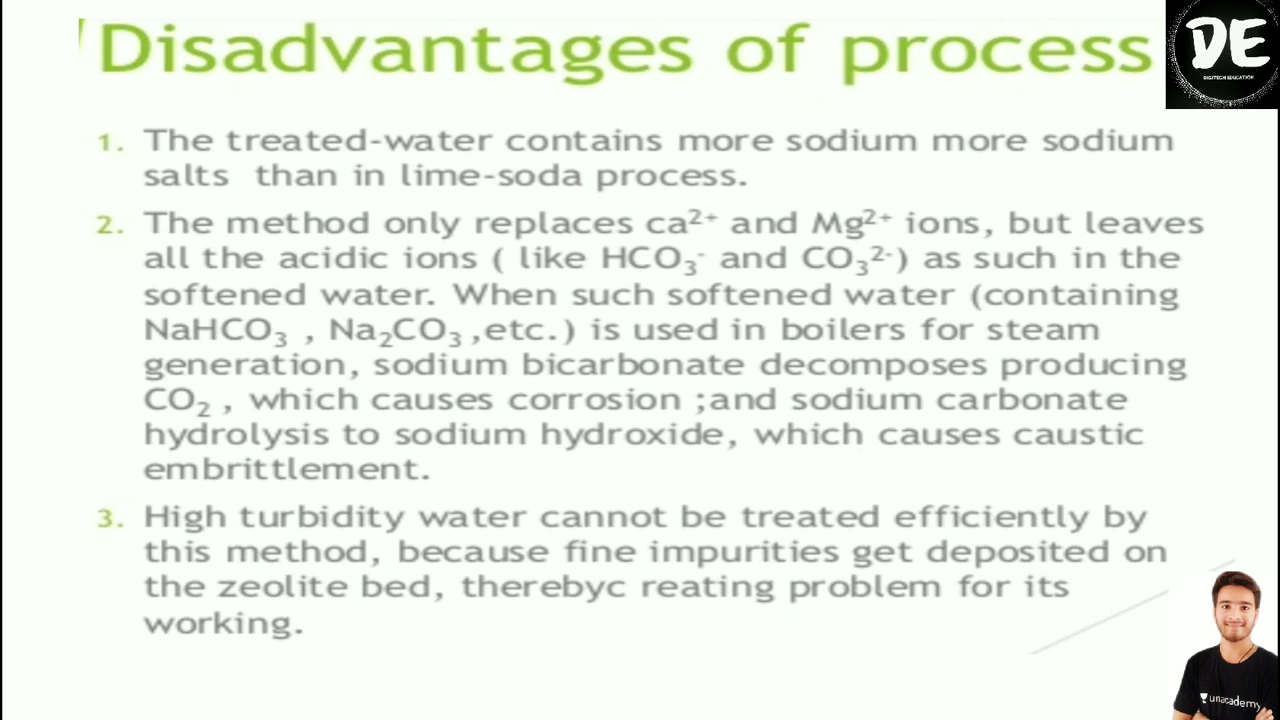 Disadvantages of process
DE
DIGITECH EDUCATION
1. The treated-water contains more sodium more sodium
salts than in lime-soda process.
2. The method only replaces ca²⁺ and Mg²⁺ ions, but leaves
all the acidic ions ( like HCO₃⁻ and CO₃²⁻) as such in the
softened water. When such softened water (containing
NaHCO₃ , Na₂CO₃ ,etc.) is used in boilers for steam
generation, sodium bicarbonate decomposes producing
CO₂ , which causes corrosion ;and sodium carbonate
hydrolysis to sodium hydroxide, which causes caustic
embrittlement.
3. High turbidity water cannot be treated efficiently by
this method, because fine impurities get deposited on
the zeolite bed, therebyc reating problem for its
working.
unacademy